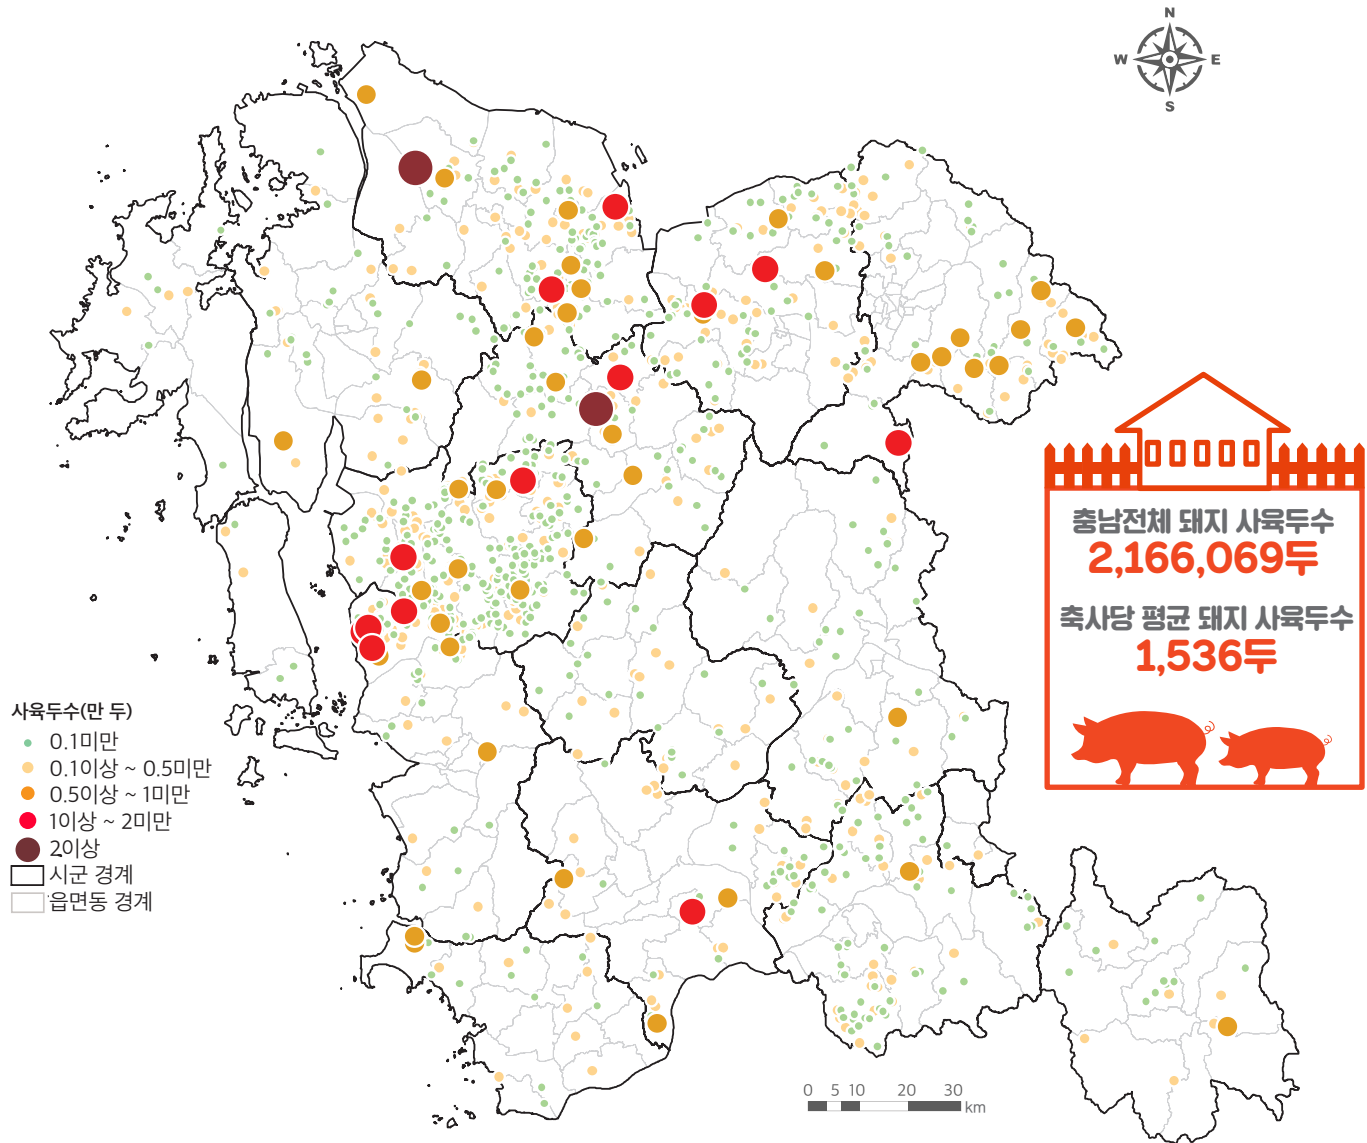 N
W E
S
충남전체 돼지 사육두수
2,166,069두
축사당 평균 돼지 사육두수
1,536두
사육두수(만 두)
0.1미만
0.1이상 ~ 0.5미만
0.5이상 ~ 1미만
1이상 ~ 2미만
2이상
시군 경계
읍면동 경계
0 5 10 20 30
km